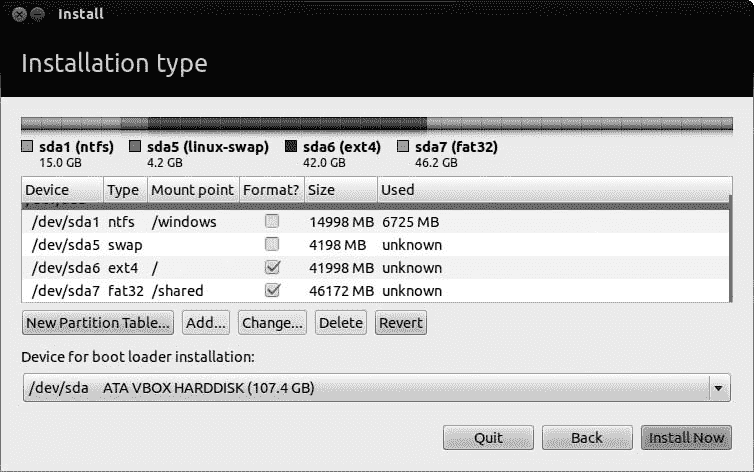 Install
Installation type
sda1 (ntfs) sda5 (linux-swap) sda6 (ext4) sda7 (fat32)
15.0 GB 4.2 GB 42.0 GB 46.2 GB
Device Type Mount point Format? Size Used
/dev/sda1 ntfs /windows 14998 MB 6725 MB
/dev/sda5 swap 4198 MB unknown
/dev/sda6 ext4 / 41998 MB unknown
/dev/sda7 fat32 /shared 46172 MB unknown
New Partition Table... Add... Change... Delete Revert
Device for boot loader installation:
/dev/sda ATA VBOX HARDDISK (107.4 GB)
Quit Back Install Now